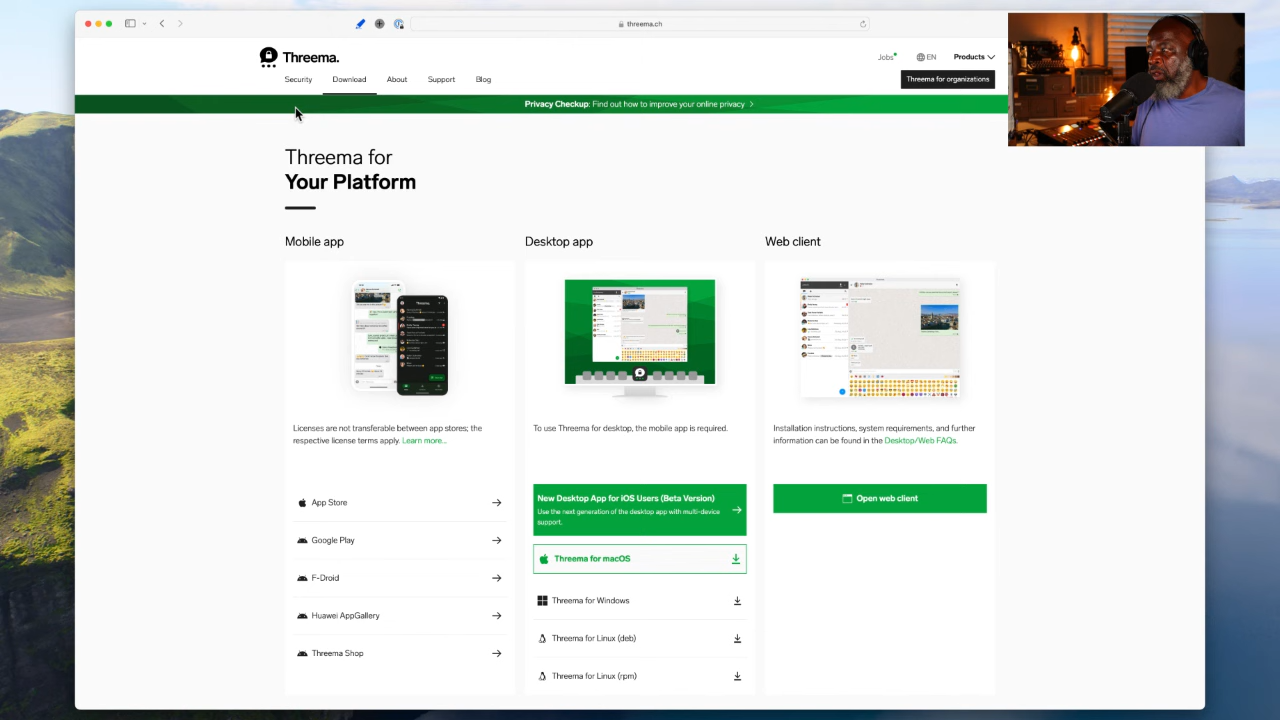 threema.ch
Threema.
Jobs
EN
Products
Security
Download
About
Support
Blog
Threema for organizations
Privacy Checkup: Find out how to improve your online privacy
Threema for
Your Platform
Mobile app
Licenses are not transferable between app stores; the
respective license terms apply. Learn more...
App Store
Google Play
F-Droid
Huawei AppGallery
Threema Shop
Desktop app
To use Threema for desktop, the mobile app is required.
New Desktop App for iOS Users (Beta Version)
Use the next generation of the desktop app with multi-device
support.
Threema for macOS
Threema for Windows
Threema for Linux (deb)
Threema for Linux (rpm)
Web client
Installation instructions, system requirements, and further
information can be found in the Desktop/Web FAQs.
Open web client